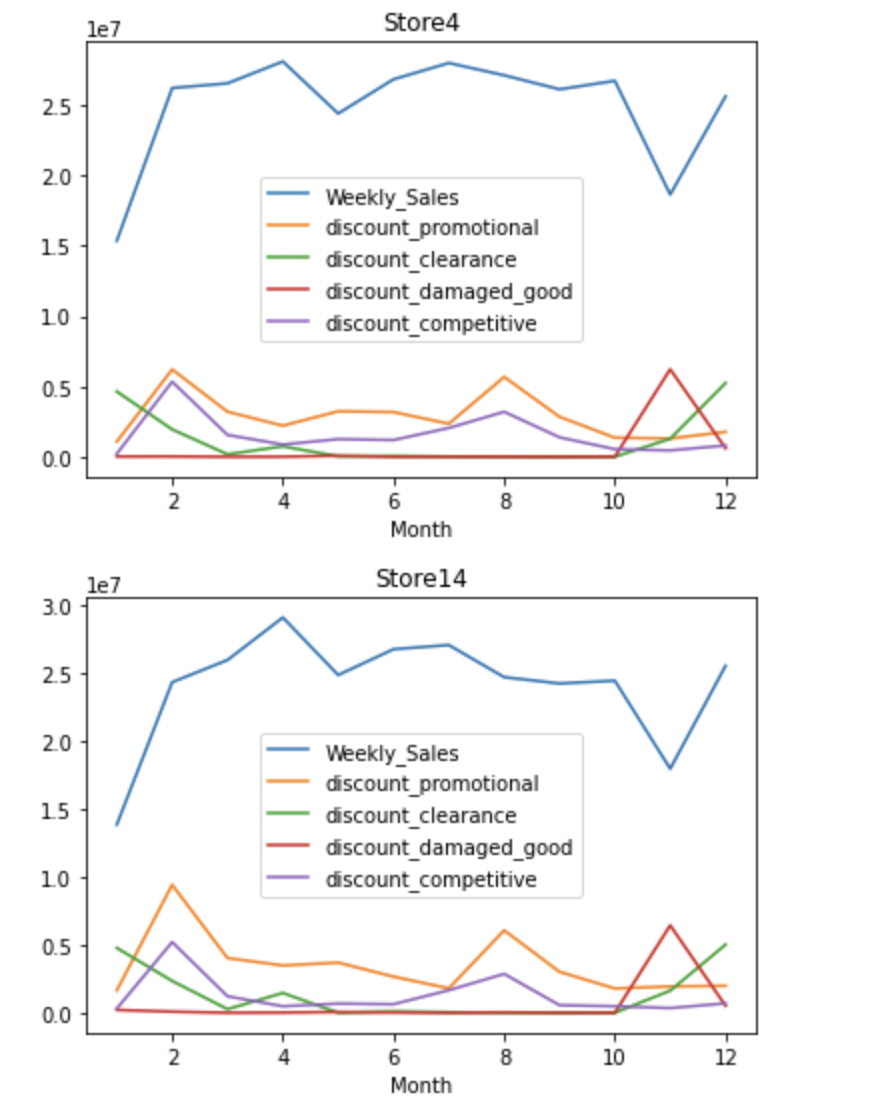 Store4
1e7
2.5
2.0
1.5
1.0
0.5
0.0
Weekly_Sales
discount_promotional
discount_clearance
discount_damaged_good
discount_competitive
2 4 6 8 10 12
Month
Store14
1e7
3.0
2.5
2.0
1.5
1.0
0.5
0.0
Weekly_Sales
discount_promotional
discount_clearance
discount_damaged_good
discount_competitive
2 4 6 8 10 12
Month